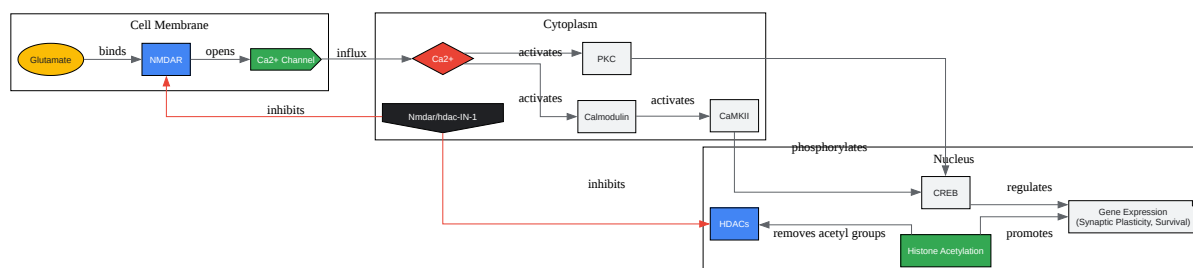 Cell Membrane
Glutamate
binds
NMDAR
opens
Ca2+ Channel
influx
Cytoplasm
Ca2+
activates
PKC
activates
Calmodulin
activates
CaMKII
Nmdar/hdac-IN-1
inhibits
inhibits
phosphorylates
Nucleus
CREB
regulates
Gene Expression
(Synaptic Plasticity, Survival)
HDACs
removes acetyl groups
Histone Acetylation
promotes